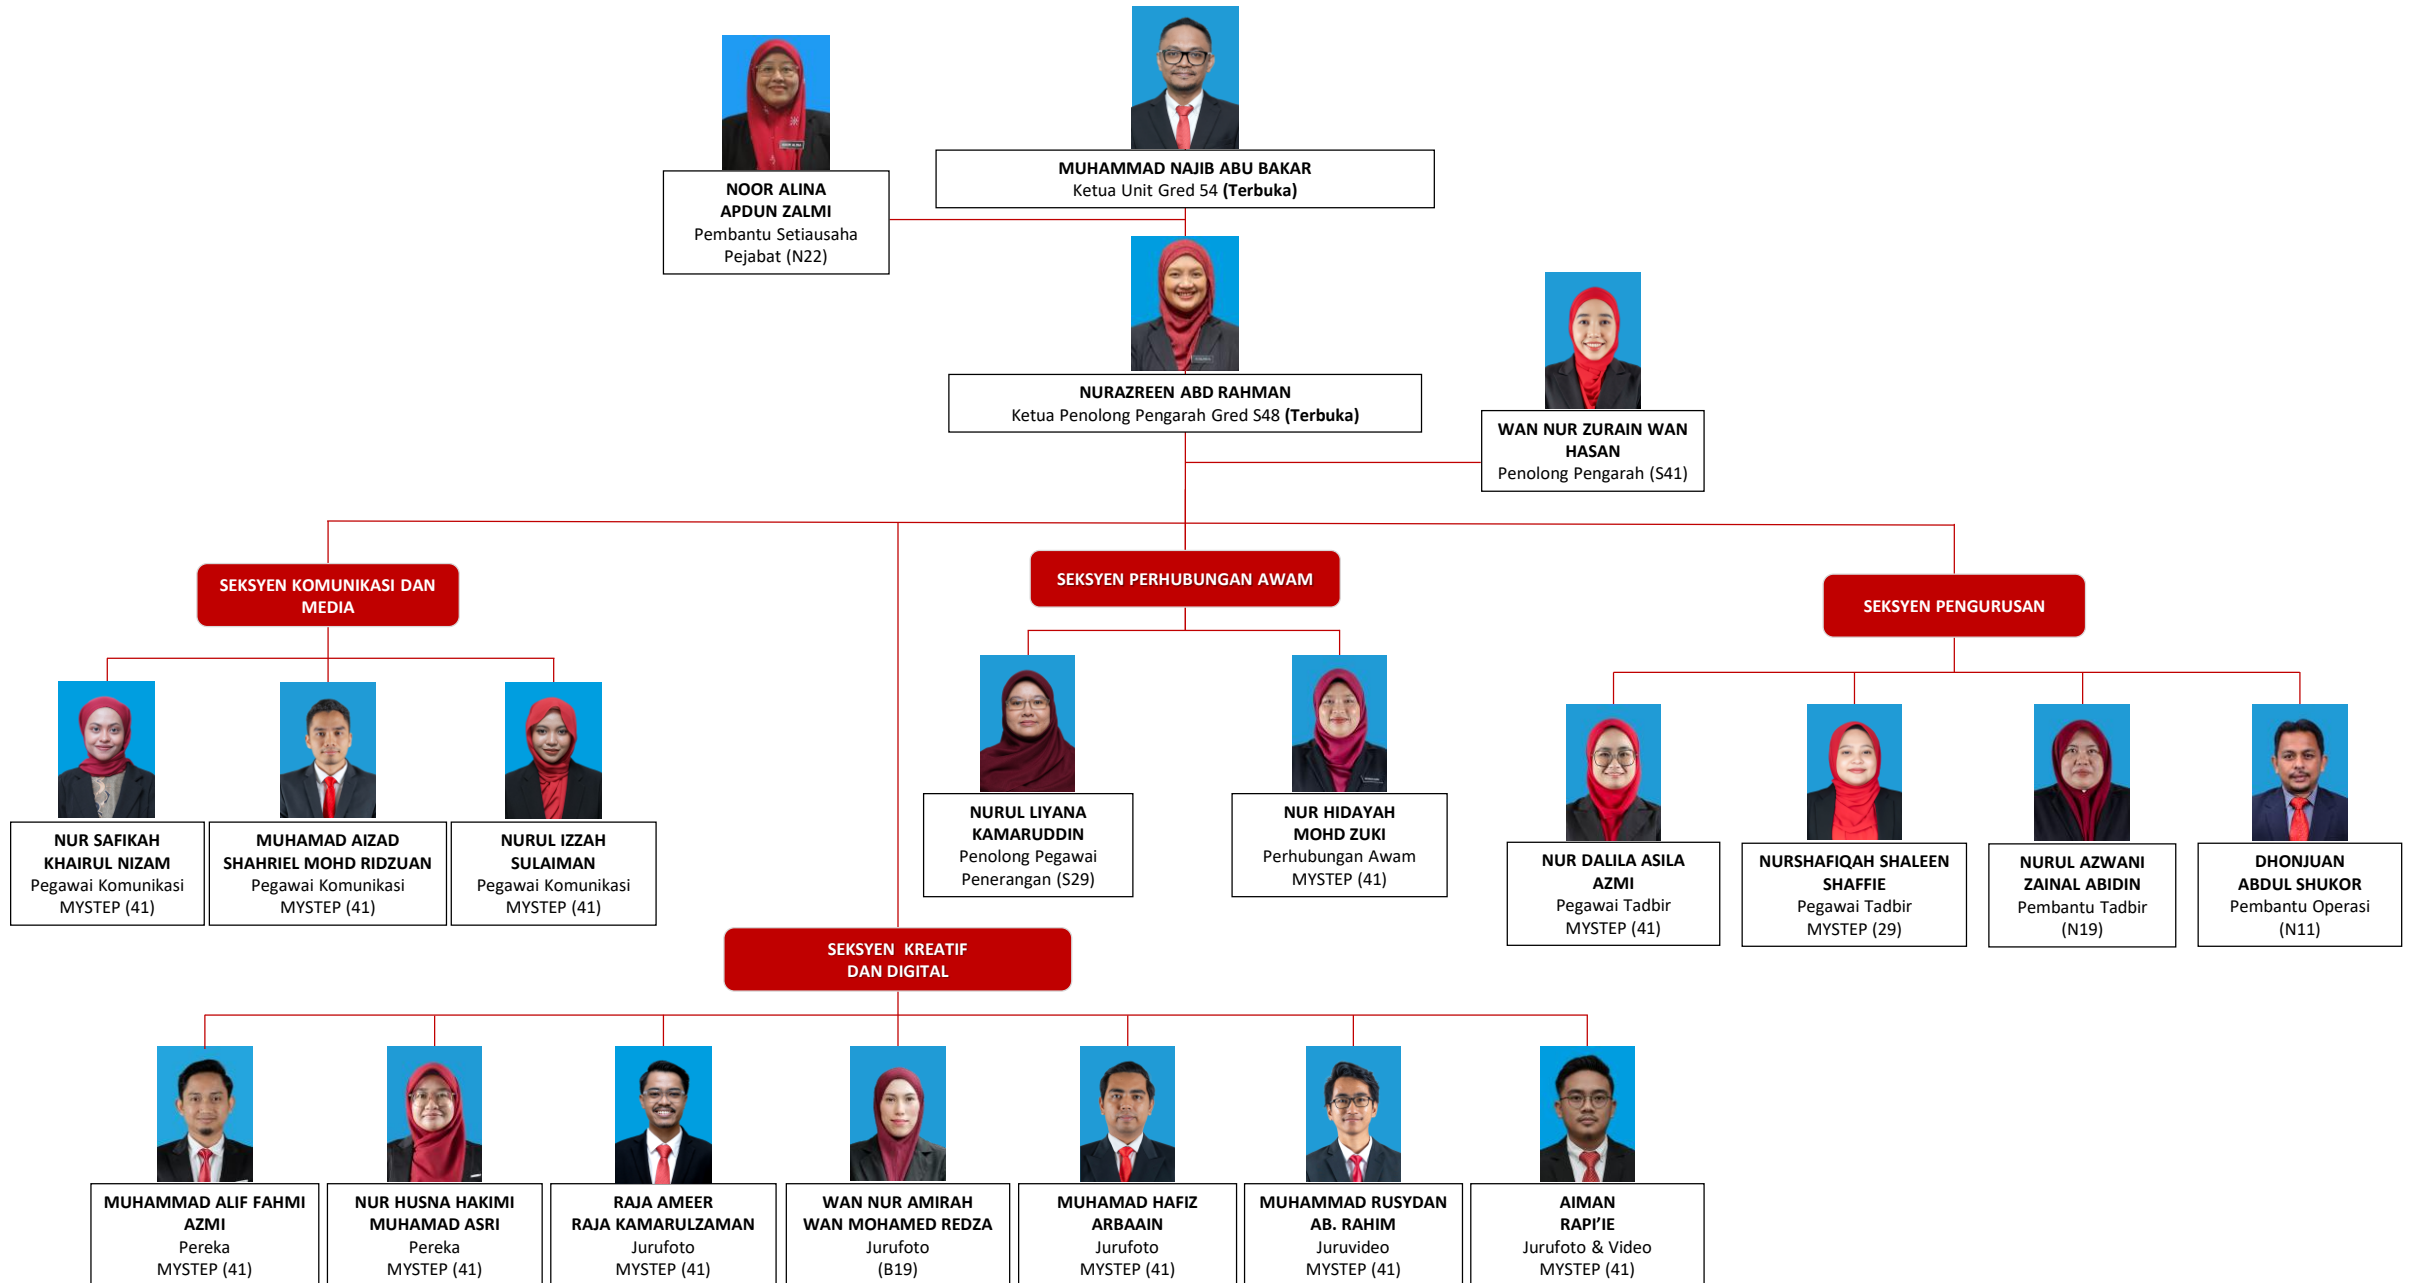 MUHAMMAD NAJIB ABU BAKAR
Ketua Unit Gred 54 (Terbuka)
NOOR ALINA
APDUN ZALMI
Pembantu Setiausaha
Pejabat (N22)
NURAZREEN ABD RAHMAN
Ketua Penolong Pengarah Gred S48 (Terbuka)
WAN NUR ZURAIN WAN
HASAN
Penolong Pengarah (S41)
SEKSYEN KOMUNIKASI DAN
MEDIA
NUR SAFIKAH
KHAIRUL NIZAM
Pegawai Komunikasi
MYSTEP (41)
MUHAMAD AIZAD
SHAHRIEL MOHD RIDZUAN
Pegawai Komunikasi
MYSTEP (41)
NURUL IZZAH
SULAIMAN
Pegawai Komunikasi
MYSTEP (41)
SEKSYEN PERHUBUNGAN AWAM
NURUL LIYANA
KAMARUDDIN
Penolong Pegawai
Penerangan (S29)
NUR HIDAYAH
MOHD ZUKI
Perhubungan Awam
MYSTEP (41)
SEKSYEN PENGURUSAN
NUR DALILA ASILA
AZMI
Pegawai Tadbir
MYSTEP (41)
NURSHAFIQAH SHALEEN
SHAFFIE
Pegawai Tadbir
MYSTEP (29)
NURUL AZWANI
ZAINAL ABIDIN
Pembantu Tadbir
(N19)
DHONJUAN
ABDUL SHUKOR
Pembantu Operasi
(N11)
SEKSYEN KREATIF
DAN DIGITAL
MUHAMMAD ALIF FAHMI
AZMI
Pereka
MYSTEP (41)
NUR HUSNA HAKIMI
MUHAMAD ASRI
Pereka
MYSTEP (41)
RAJA AMEER
RAJA KAMARULZAMAN
Jurufoto
MYSTEP (41)
WAN NUR AMIRAH
WAN MOHAMED REDZA
Jurufoto
(B19)
MUHAMAD HAFIZ
ARBAAIN
Jurufoto
MYSTEP (41)
MUHAMMAD RUSYDAN
AB. RAHIM
Juruvideo
MYSTEP (41)
AIMAN
RAPI'IE
Jurufoto & Video
MYSTEP (41)